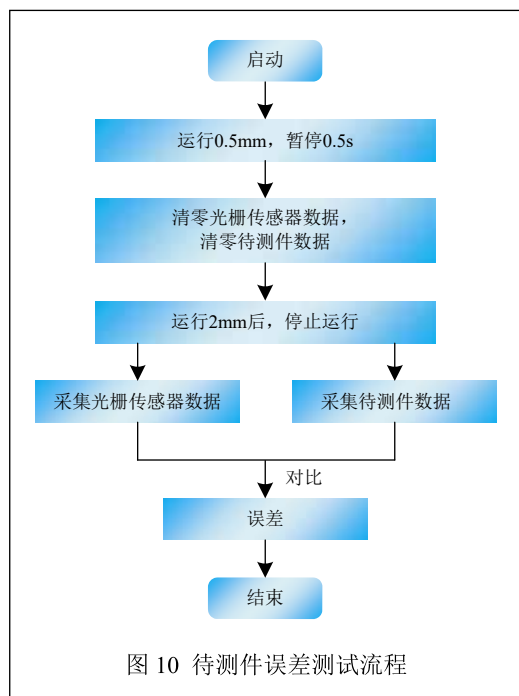 启动
运行0.5mm，暂停0.5s
清零光栅传感器数据，
清零待测件数据
运行2mm后，停止运行
采集光栅传感器数据
采集待测件数据
对比
误差
结束
图 10 待测件误差测试流程